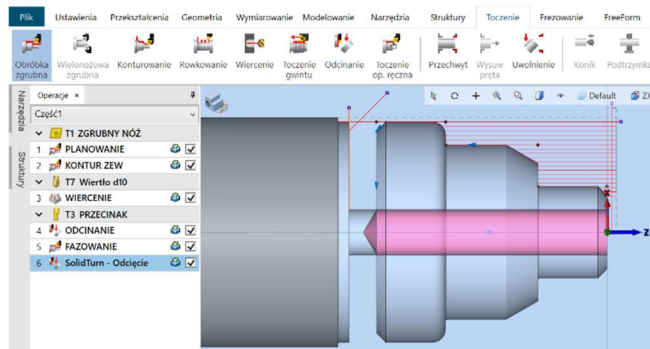 Plik Ustawienia Przekształcenia Geometria Wymiarowanie Modelowanie Narzędzia Struktury Toczenie Frezowanie FreeForm
Obróbka zgrubna Wielonożowa zgrubna Konturowanie Rowkowanie Wiercenie Toczenie gwintu Odcinanie Toczenie op. ręczna Przechwyt Wysuw pręta Uwolnienie Konik Podtrzymka
Narzędzia
Struktury
Operacje ×
Część1
T1 ZGRUBNY NÓŻ
1 PLANOWANIE
2 KONTUR ZEW
T7 Wiertło d10
3 WIERCENIE
T3 PRZECINAK
4 ODCINANIE
5 FAZOWANIE
6 SolidTurn - Odcięcie
Default ZX
X
Z